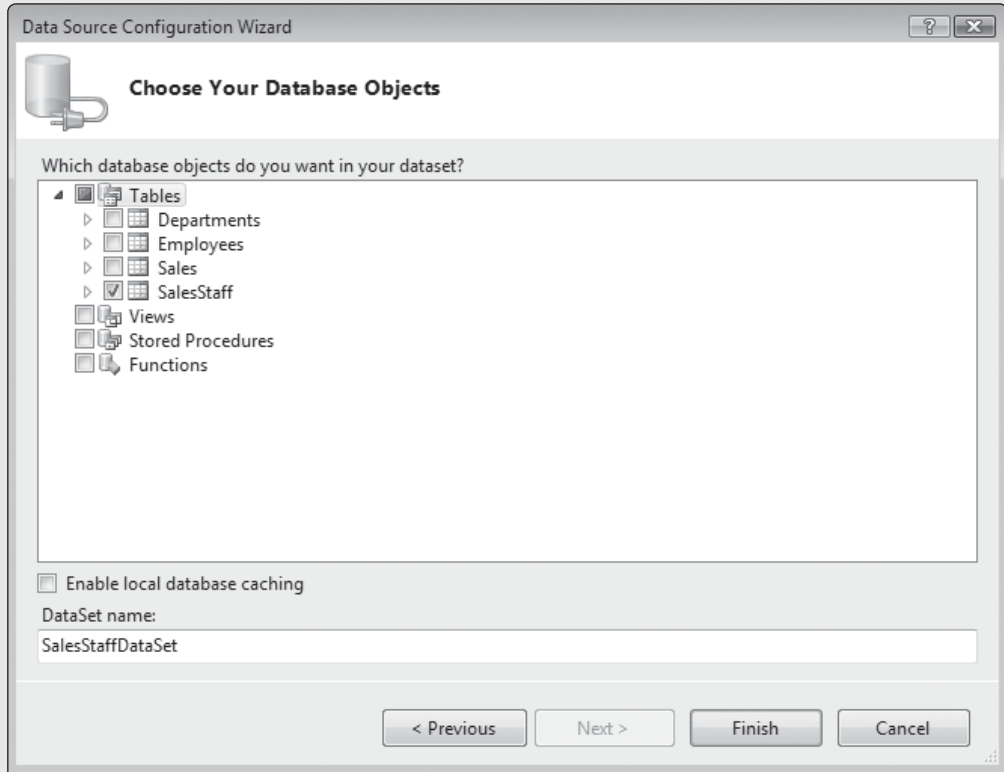 Data Source Configuration Wizard
?
Choose Your Database Objects
Which database objects do you want in your dataset?
Tables
Departments
Employees
Sales
SalesStaff
Views
Stored Procedures
Functions
Enable local database caching
DataSet name:
SalesStaffDataSet
< Previous Next > Finish Cancel